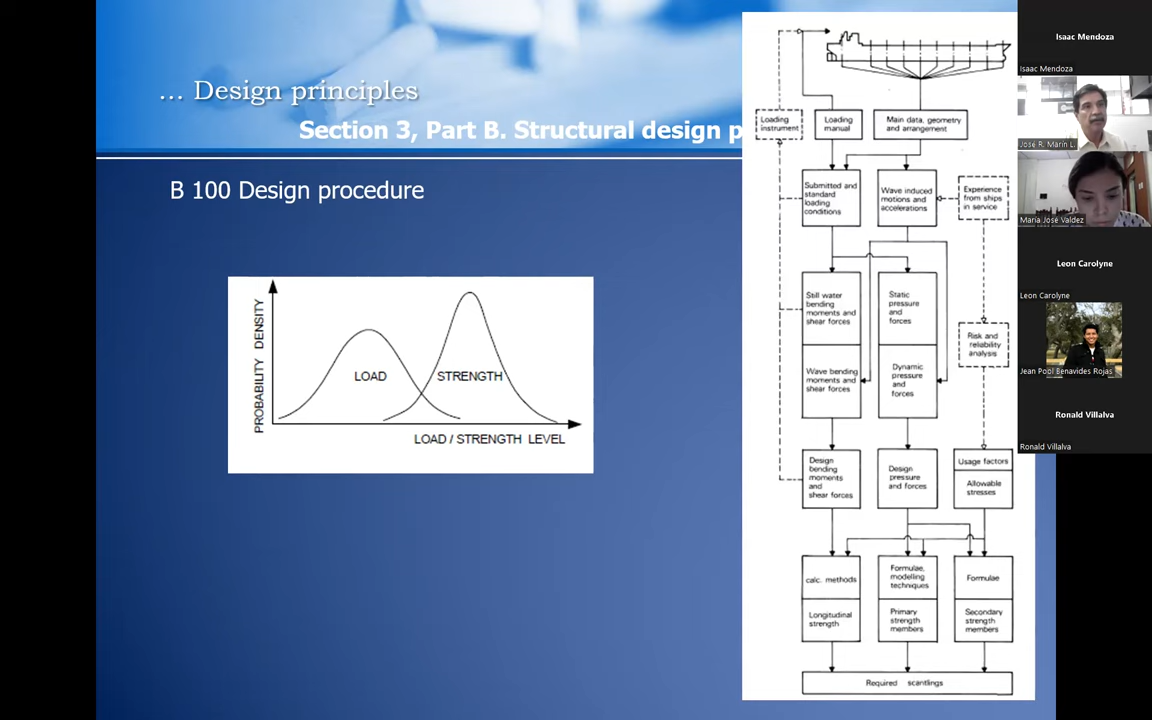 ... Design principles
Section 3, Part B. Structural design p
B 100 Design procedure
PROBABILITY DENSITY
LOAD
STRENGTH
LOAD / STRENGTH LEVEL
Loading
instrument
Loading
manual
Main data, geometry
and arrangement
Submitted and
standard
loading
conditions
Wave induced
motions and
accelerations
Experience
from ships
in service
Still water
bending
moments and
shear forces
Static
pressure
and
forces
Risk and
reliability
analysis
Wave bending
moments and
shear forces
Dynamic
pressure
and
forces
Design
bending
moments
and
shear forces
Design
pressure
and forces
Usage factors
Allowable
stresses
calc. methods
Formulae,
modelling
techniques
Formulae
Longitudinal
strength
Primary
strength
members
Secondary
strength
members
Required scantlings
Isaac Mendoza
Isaac Mendoza
José R. Marín L.
María José Valdez
Leon Carolyne
Leon Carolyne
Jean Pool Benavides Rojas
Ronald Villalva
Ronald Villalva